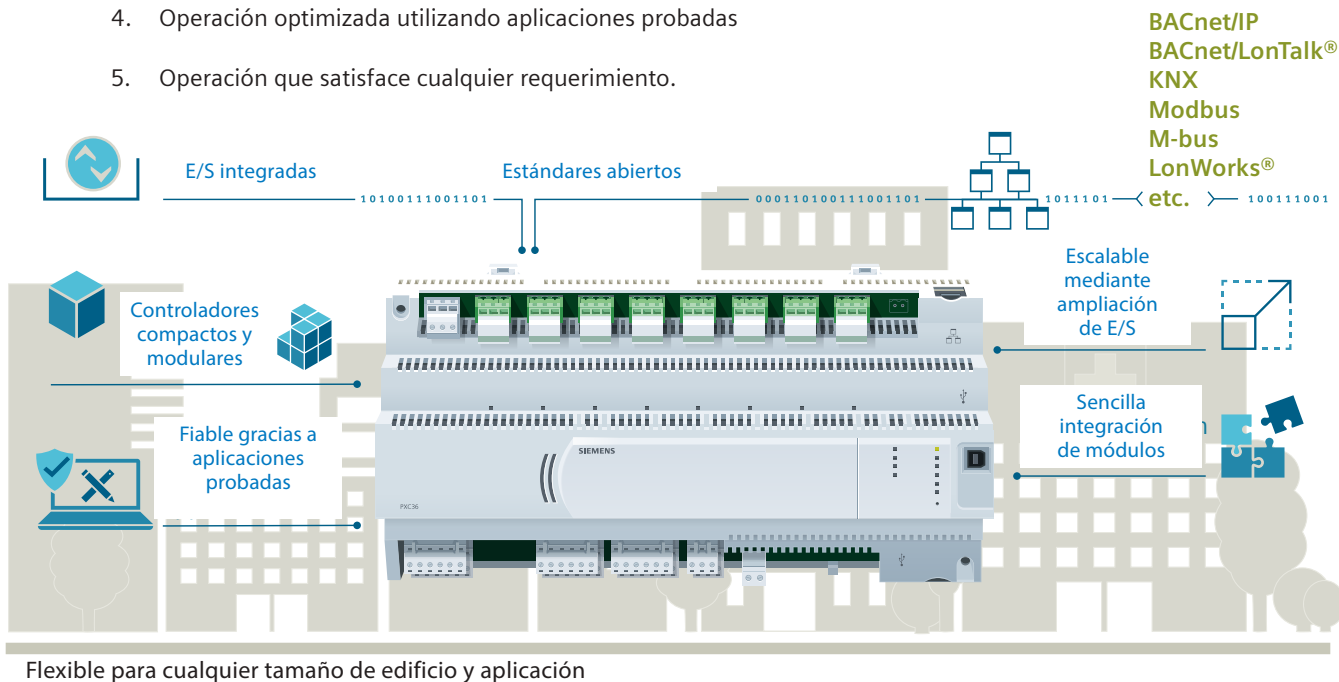 4. Operación optimizada utilizando aplicaciones probadas
5. Operación que satisface cualquier requerimiento.
BACnet/IP
BACnet/LonTalk®
KNX
Modbus
M-bus
LonWorks®
etc.
E/S integradas
Estándares abiertos
10100111001101
000110100111001101
1011101
100111001
Controladores
compactos y
modulares
Escalable
mediante
ampliación
de E/S
Fiable gracias a
aplicaciones
probadas
Sencilla
integración
de módulos
n
SIEMENS
PXC36
Flexible para cualquier tamaño de edificio y aplicación